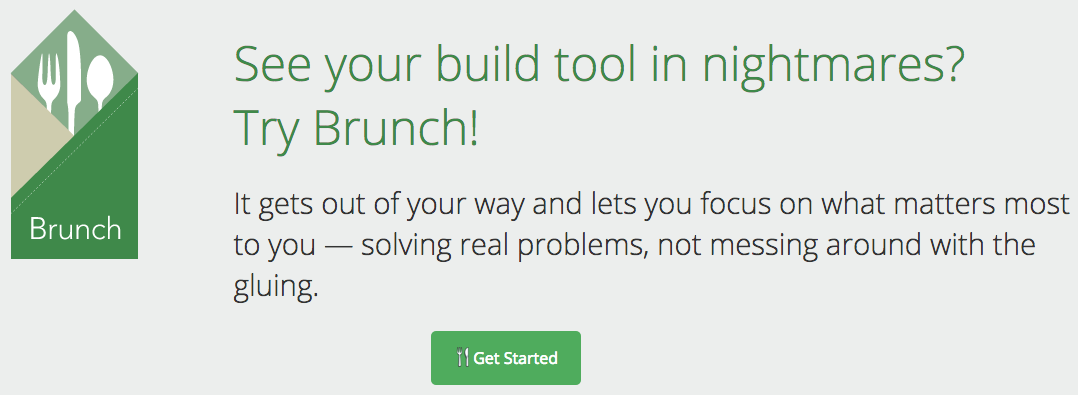 See your build tool in nightmares?
Try Brunch!
Brunch
It gets out of your way and lets you focus on what matters most
to you — solving real problems, not messing around with the
gluing.
Get Started